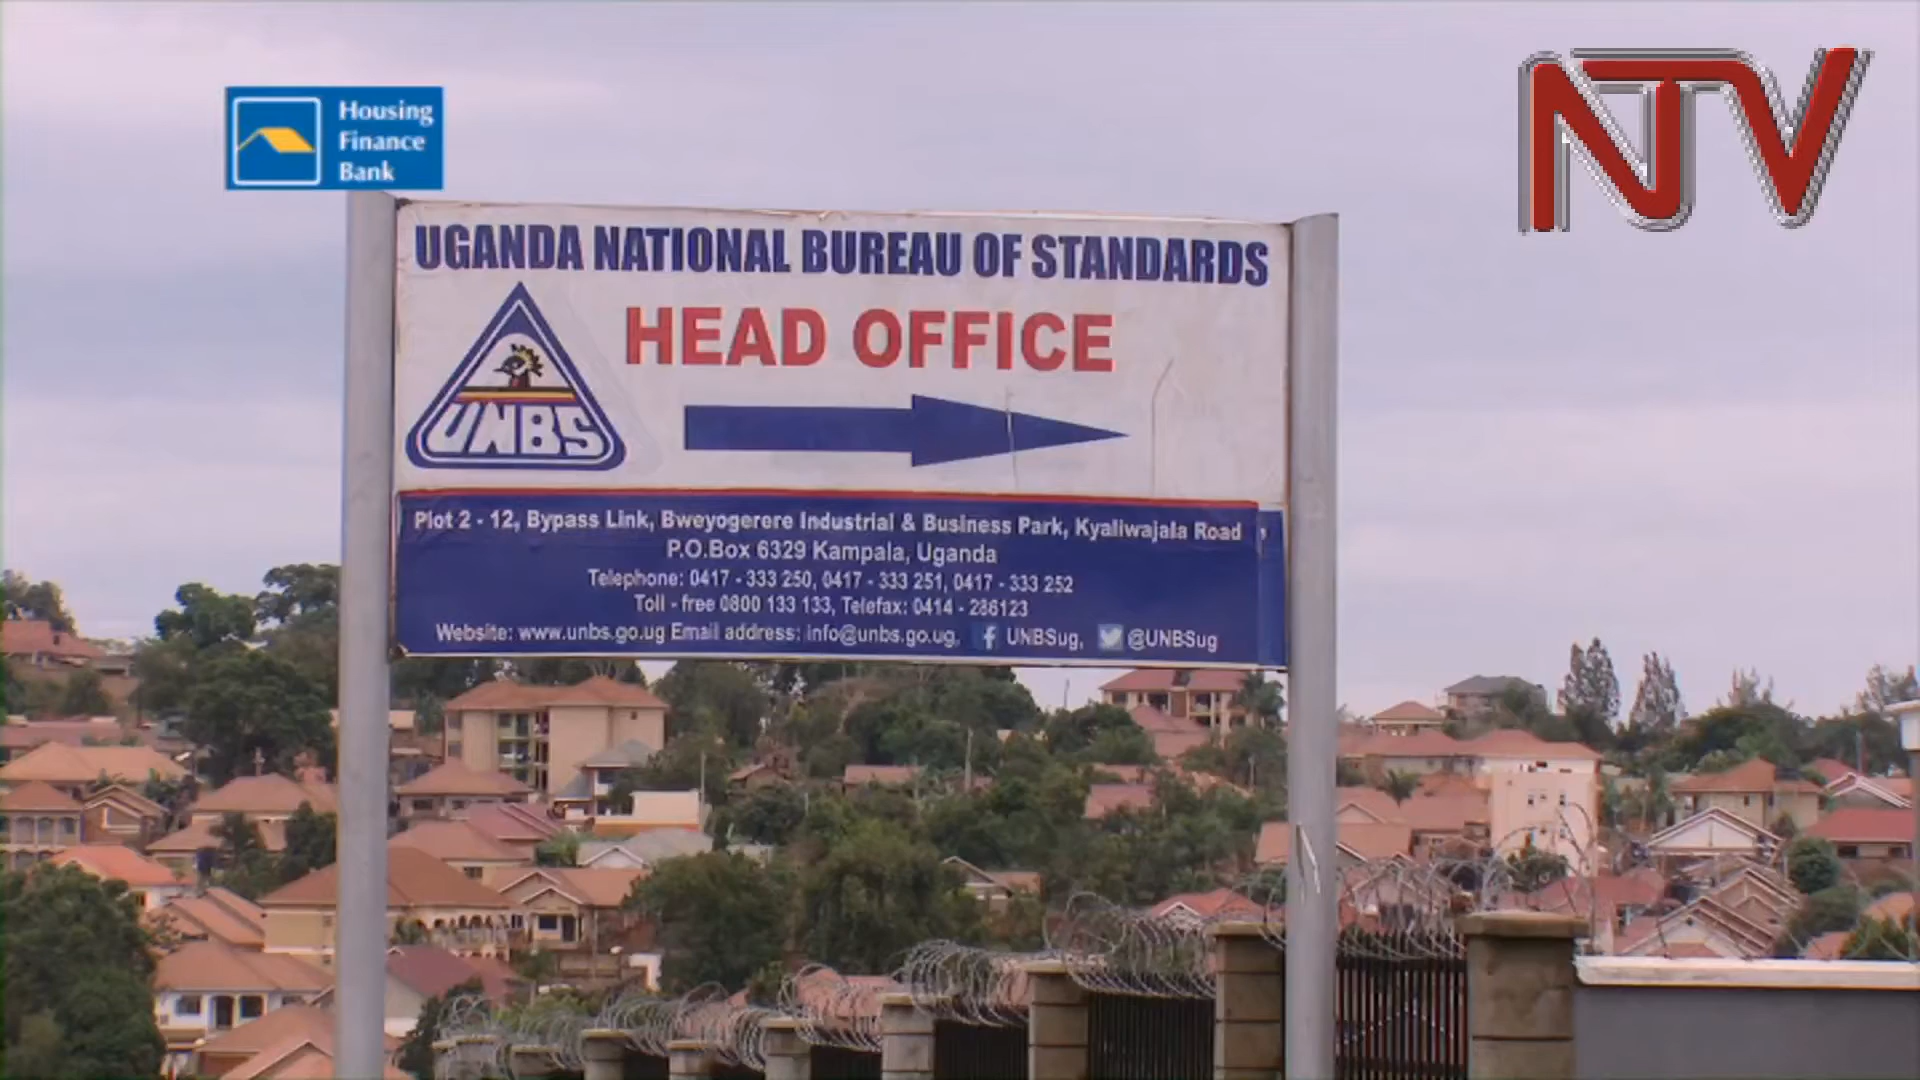 Housing
Finance
Bank
NTV
UGANDA NATIONAL BUREAU OF STANDARDS
HEAD OFFICE
UNBS
Plot 2 - 12, Bypass Link, Bweyogerere Industrial & Business Park, Kyaliwajala Road
P.O.Box 6329 Kampala, Uganda
Telephone: 0417 - 333 250, 0417 - 333 251, 0417 - 333 252
Toll - free 0800 133 133, Telefax: 0414 - 286123
Website: www.unbs.go.ug Email address: info@unbs.go.ug, UNBSug, @UNBSug